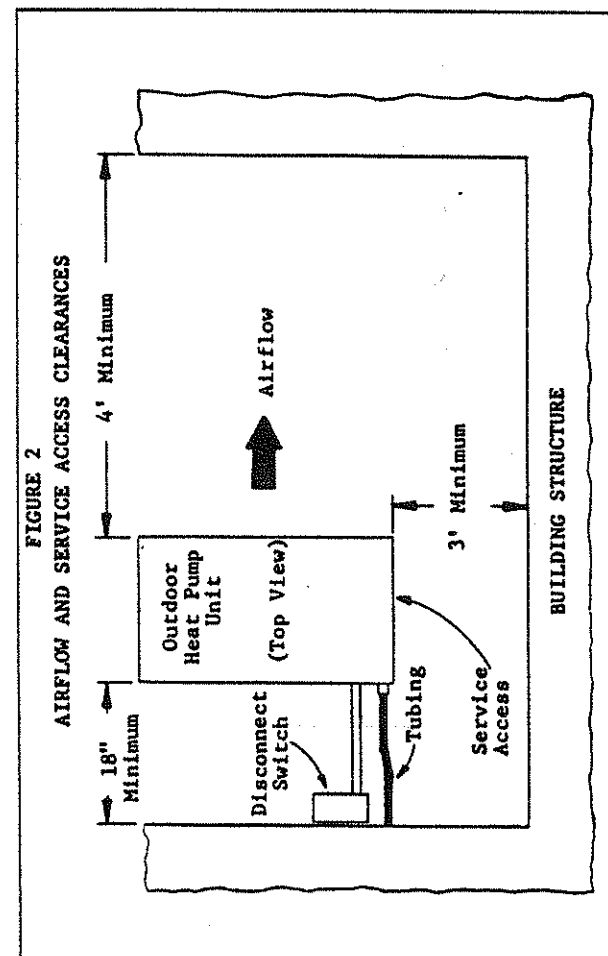 FIGURE 2
AIRFLOW AND SERVICE ACCESS CLEARANCES
18"
Minimum
4' Minimum
Outdoor
Heat Pump
Unit
(Top View)
Airflow
Disconnect
Switch
Tubing
Service
Access
3' Minimum
BUILDING STRUCTURE